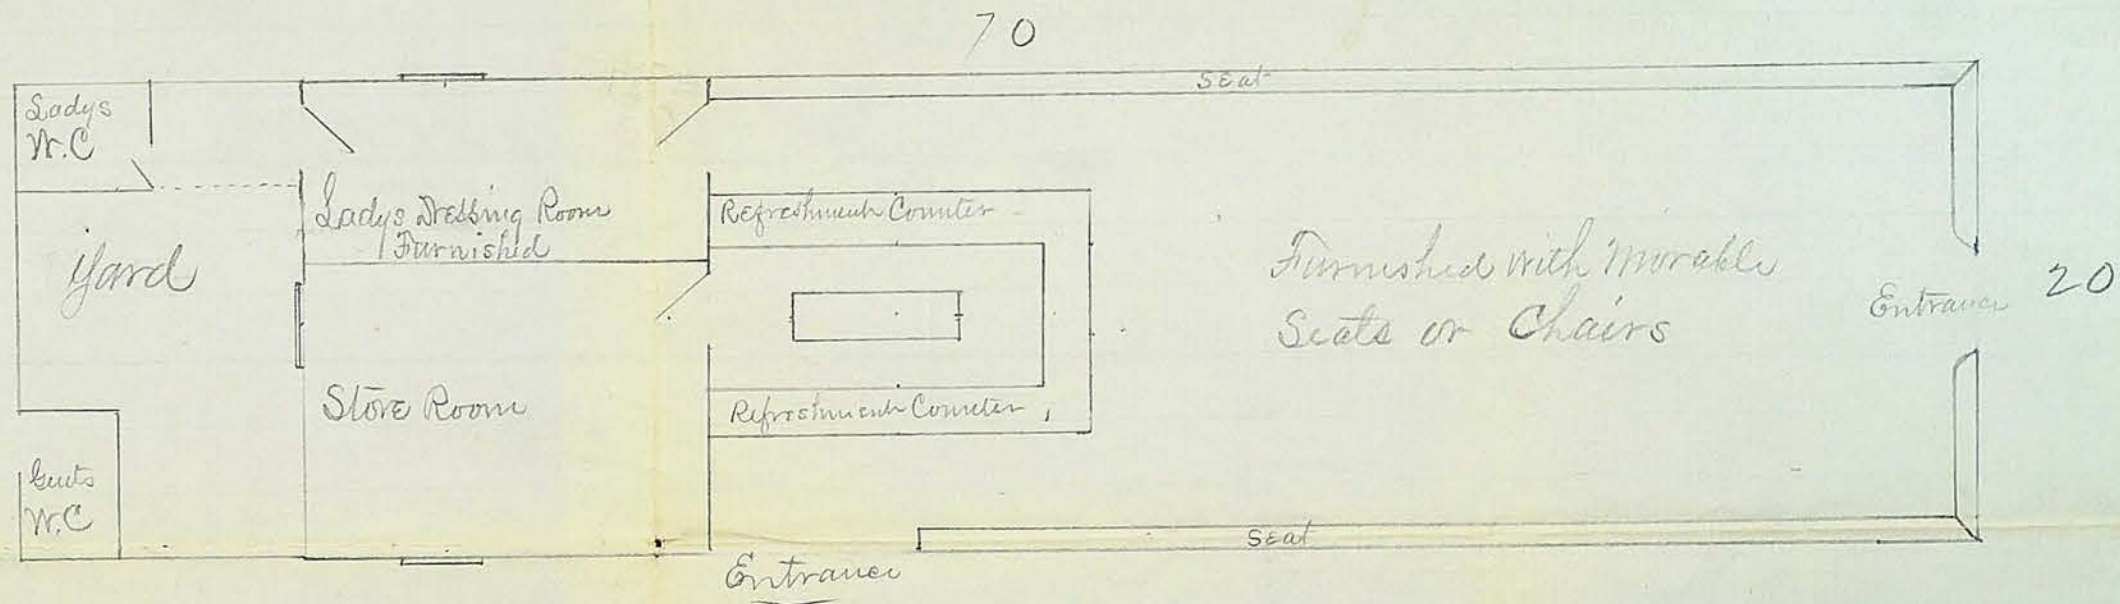 70
Seat
Ladys
W.C
Ladys Dressing Room
Furnished
Refreshment Counter
Yard
Furnished with Movable
Seats or Chairs
Entrance
20
Store Room
Refreshment Counter
Gents
W.C
Seat
Entrance